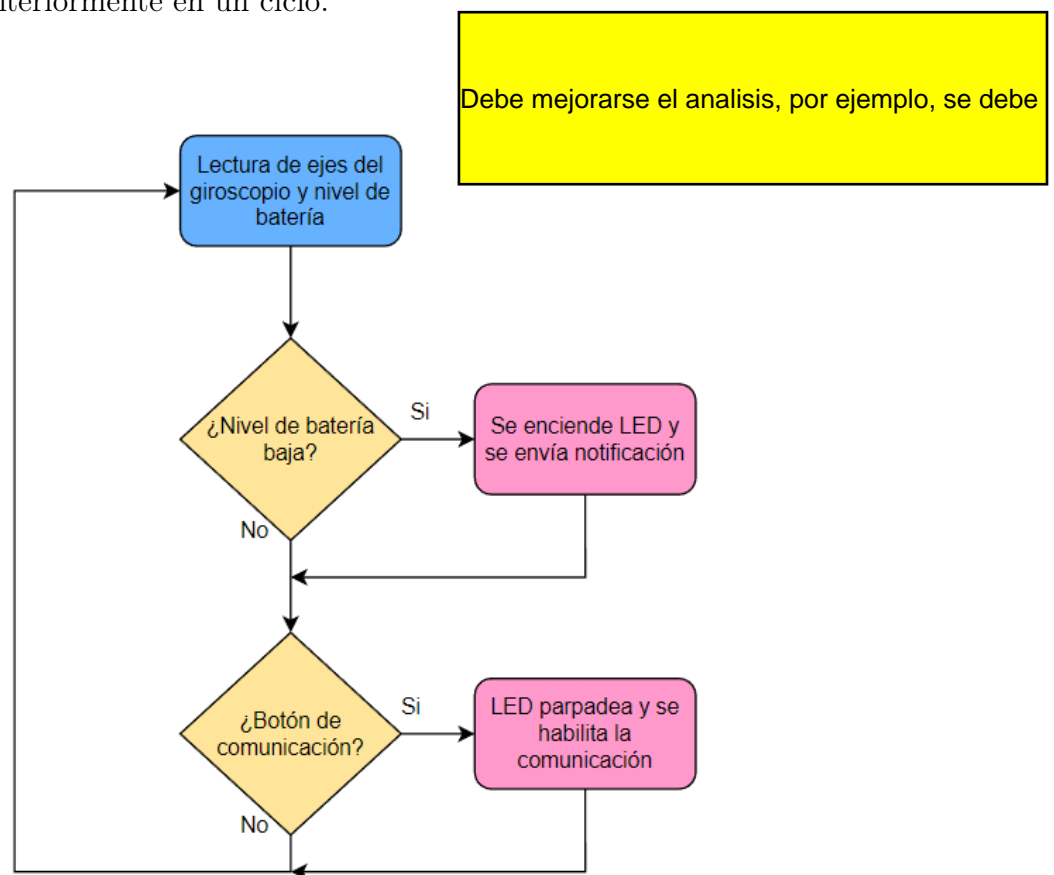 en un ciclo.
Debe mejorarse el analisis, por ejemplo, se debe
Lectura de ejes del
giroscopio y nivel de
batería
¿Nivel de batería
baja?
Si
Se enciende LED y
se envía notificación
No
¿Botón de
comunicación?
Si
LED parpadea y se
habilita la
comunicación
No